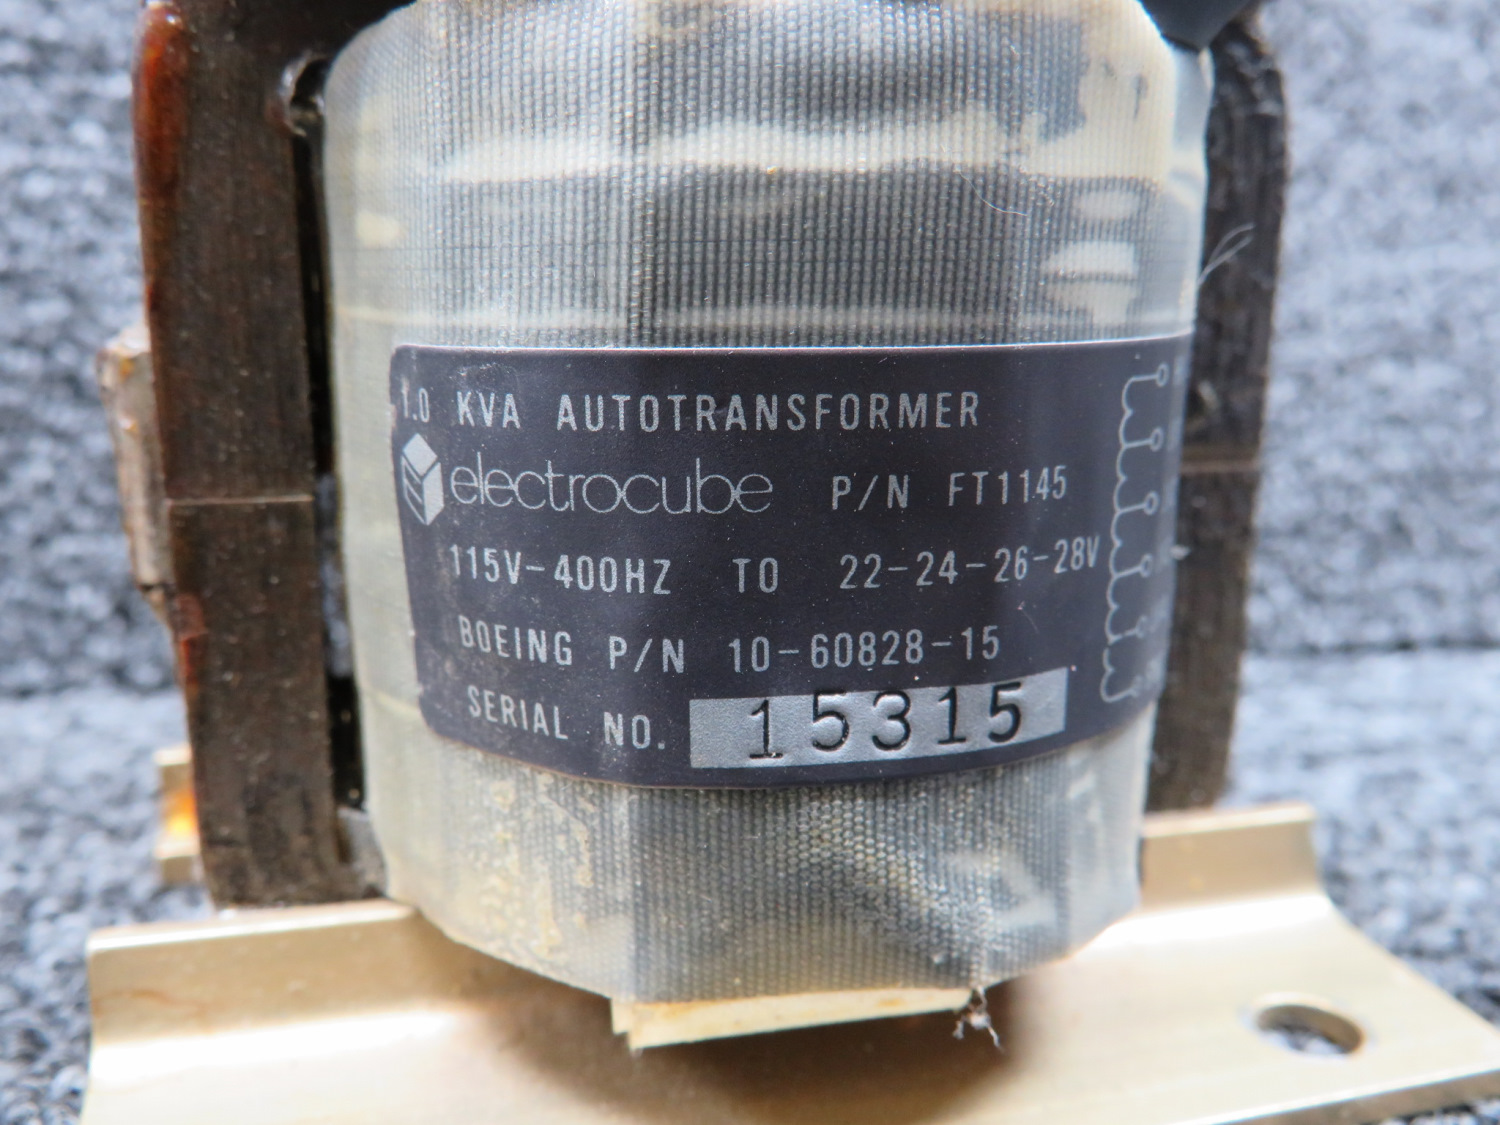 1.0 KVA AUTOTRANSFORMER
electrocube P/N FT1145
115V-400HZ TO 22-24-26-28V
BOEING P/N 10-60828-15
SERIAL NO. 15315